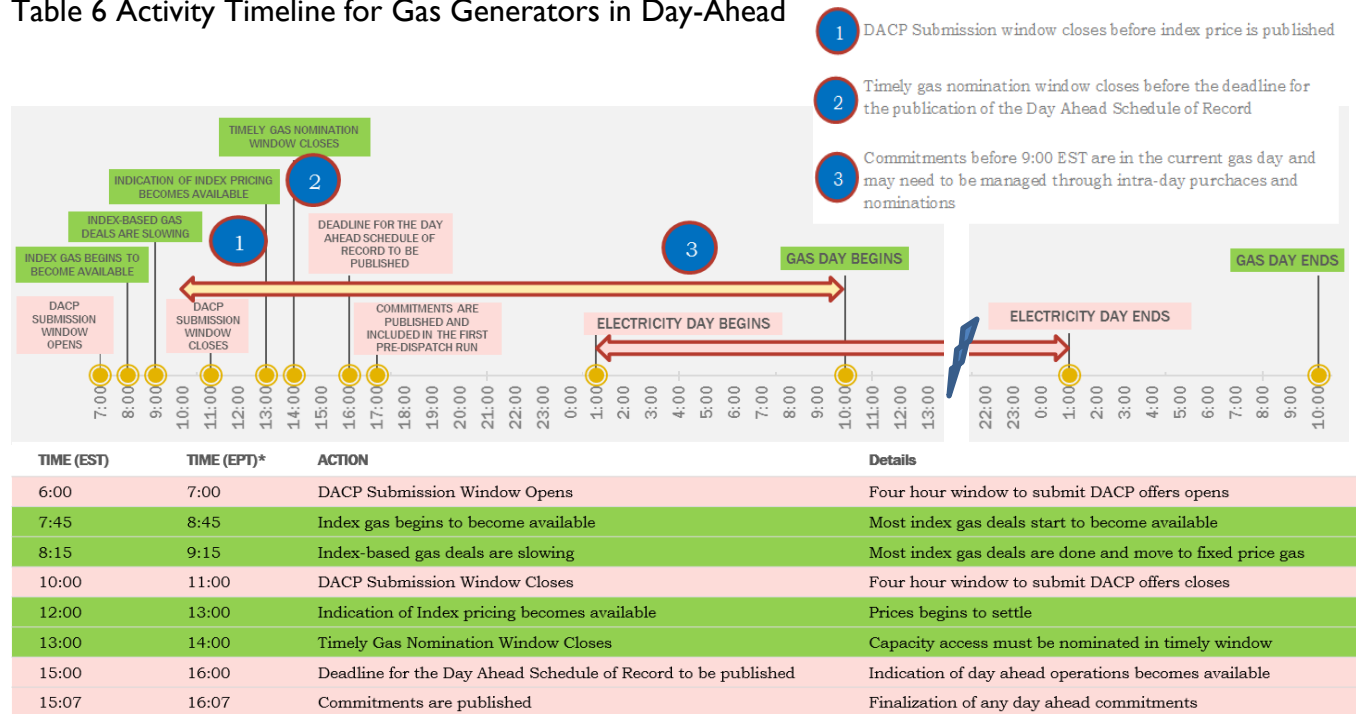 Table 6 Activity Timeline for Gas Generators in Day-Ahead
1 DACP Submission window closes before index price is published
2 Timely gas nomination window closes before the deadline for
the publication of the Day Ahead Schedule of Record
3 Commitments before 9:00 EST are in the current gas day and
may need to be managed through intra-day purchaces and
nominations
TIMELY GAS NOMINATION
WINDOW CLOSES
2
INDICATION OF INDEX PRICING
BECOMES AVAILABLE
INDEX-BASED GAS
DEALS ARE SLOWING
1
DEADLINE FOR THE DAY
AHEAD SCHEDULE OF
RECORD TO BE
PUBLISHED
3
INDEX GAS BEGINS TO
BECOME AVAILABLE
GAS DAY BEGINS
GAS DAY ENDS
DACP
SUBMISSION
WINDOW
OPENS
DACP
SUBMISSION
WINDOW
CLOSES
COMMITMENTS ARE
PUBLISHED AND
INCLUDED IN THE FIRST
PRE-DISPATCH RUN
ELECTRICITY DAY BEGINS
ELECTRICITY DAY ENDS
7:00 8:00 9:00 10:00 11:00 12:00 13:00 14:00 15:00 16:00 17:00 18:00 19:00 20:00 21:00 22:00 23:00 0:00 1:00 2:00 3:00 4:00 5:00 6:00 7:00 8:00 9:00 10:00 11:00 12:00 13:00 22:00 23:00 0:00 1:00 2:00 3:00 4:00 5:00 6:00 7:00 8:00 9:00 10:00
TIME (EST) TIME (EPT)* ACTION Details
6:00 7:00 DACP Submission Window Opens Four hour window to submit DACP offers opens
7:45 8:45 Index gas begins to become available Most index gas deals start to become available
8:15 9:15 Index-based gas deals are slowing Most index gas deals are done and move to fixed price gas
10:00 11:00 DACP Submission Window Closes Four hour window to submit DACP offers closes
12:00 13:00 Indication of Index pricing becomes available Prices begins to settle
13:00 14:00 Timely Gas Nomination Window Closes Capacity access must be nominated in timely window
15:00 16:00 Deadline for the Day Ahead Schedule of Record to be published Indication of day ahead operations becomes available
15:07 16:07 Commitments are published Finalization of any day ahead commitments